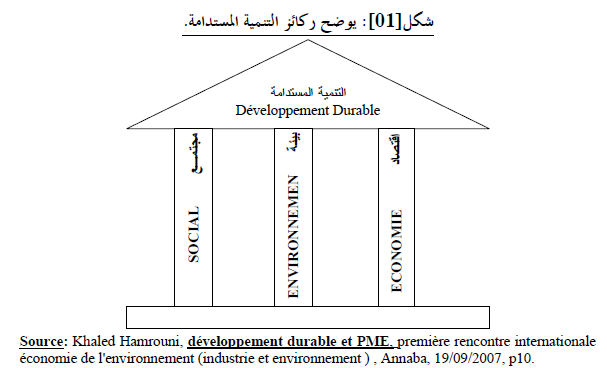 شكل[01]: يوضح ركائز التنمية المستدامة.
التنمية المستدامة
Développement Durable
مجتمــع
SOCIAL
بيئة
ENVIRONNEMEN
اقتصاد
ECONOMIE
Source: Khaled Hamrouni, développement durable et PME, première rencontre internationale
économie de l'environnement (industrie et environnement ) , Annaba, 19/09/2007, p10.